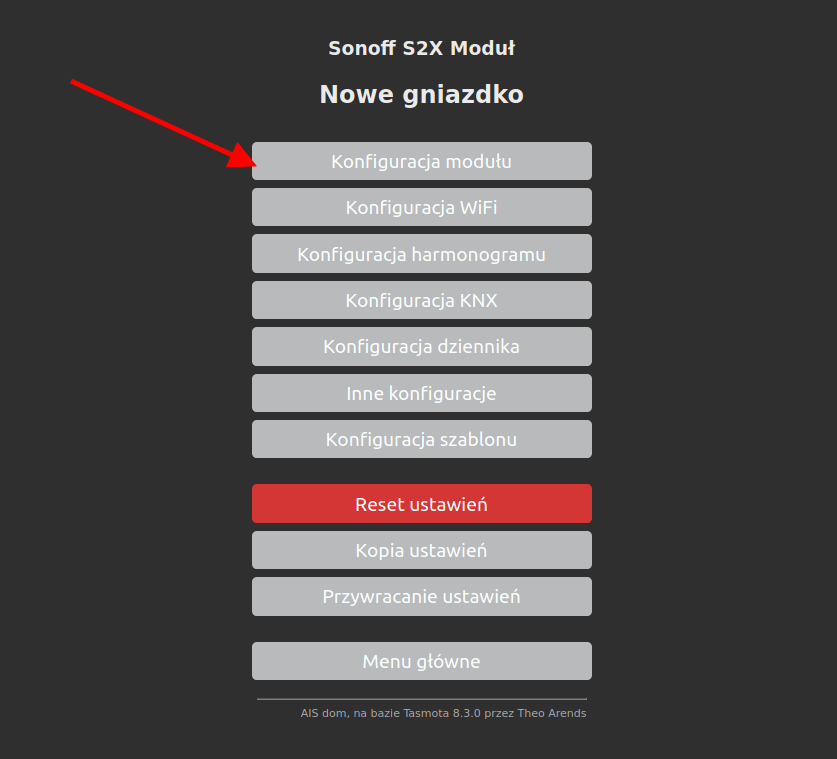 Sonoff S2X Moduł
Nowe gniazdko
Konfiguracja modułu
Konfiguracja WiFi
Konfiguracja harmonogramu
Konfiguracja KNX
Konfiguracja dziennika
Inne konfiguracje
Konfiguracja szablonu
Reset ustawień
Kopia ustawień
Przywracanie ustawień
Menu główne
AIS dom, na bazie Tasmota 8.3.0 przez Theo Arends